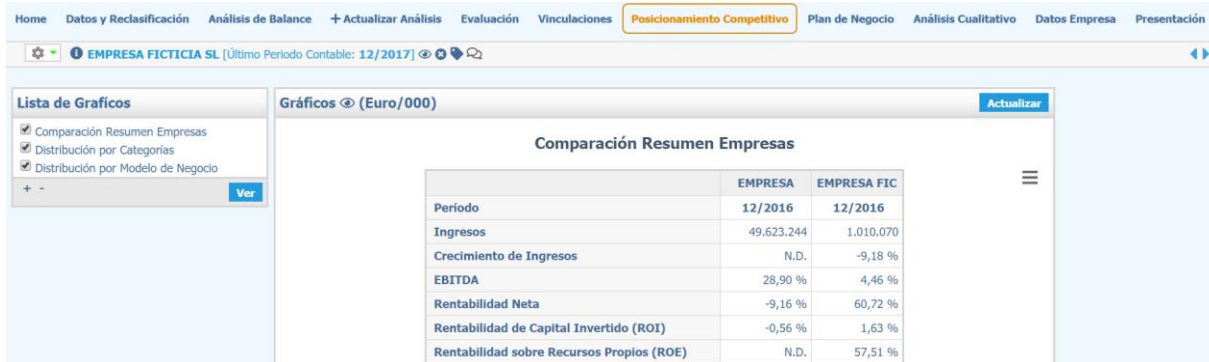 Home Datos y Reclasificación Análisis de Balance + Actualizar Análisis Evaluación Vinculaciones Posicionamiento Competitivo Plan de Negocio Análisis Cualitativo Datos Empresa Presentación
EMPRESA FICTICIA SL [Último Periodo Contable: 12/2017]
Lista de Grafícos
Comparación Resumen Empresas
Distribución por Categorías
Distribución por Modelo de Negocio
+ -
Ver
Gráficos (Euro/000)
Actualizar
Comparación Resumen Empresas
EMPRESA EMPRESA FIC
Período 12/2016 12/2016
Ingresos 49.623.244 1.010.070
Crecimiento de Ingresos N.D. -9,18 %
EBITDA 28,90 % 4,46 %
Rentabilidad Neta -9,16 % 60,72 %
Rentabilidad de Capital Invertido (ROI) -0,56 % 1,63 %
Rentabilidad sobre Recursos Propios (ROE) N.D. 57,51 %